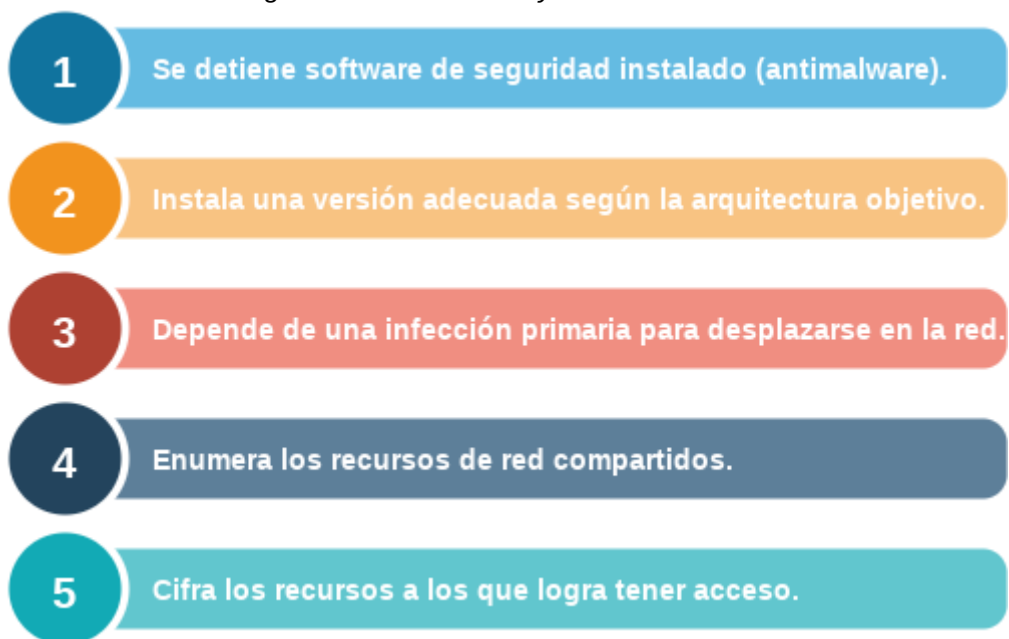 1 Se detiene software de seguridad instalado (antimalware).
2 Instala una versión adecuada según la arquitectura objetivo.
3 Depende de una infección primaria para desplazarse en la red.
4 Enumera los recursos de red compartidos.
5 Cifra los recursos a los que logra tener acceso.